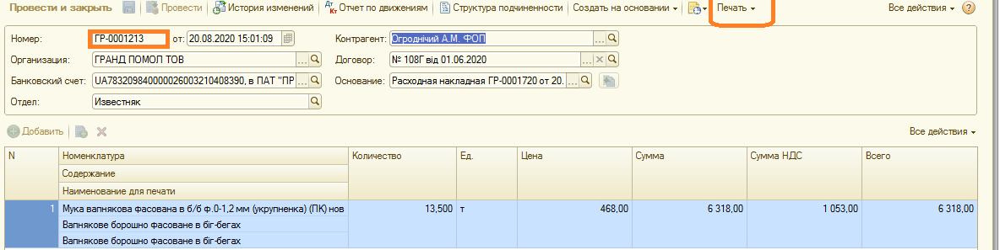 Провести и закрыть Провести История изменений Дт Кт Отчет по движениям Структура подчиненности Создать на основании Печать Все действия ?
Номер: ГР-0001213 от: 20.08.2020 15:01:09 Контрагент: Огроднічий А.М. ФОП
Организация: ГРАНД ПОМОЛ ТОВ Договор: № 108Г від 01.06.2020
Банковский счет: UA783209840000026003210408390, в ПАТ "ПР Основание: Расходная накладная ГР-0001720 от 20.
Отдел: Известняк
Добавить Все действия
N Номенклатура Количество Ед. Цена Сумма Сумма НДС Всего
Содержание
Наименование для печати
1 Мука вапнякова фасована в б/б ф.0-1,2 мм (укрупненка) (ПК) нов 13,500 т 468,00 6 318,00 1 053,00 6 318,00
Вапнякове борошно фасоване в біг-бегах
Вапнякове борошно фасоване в біг-бегах